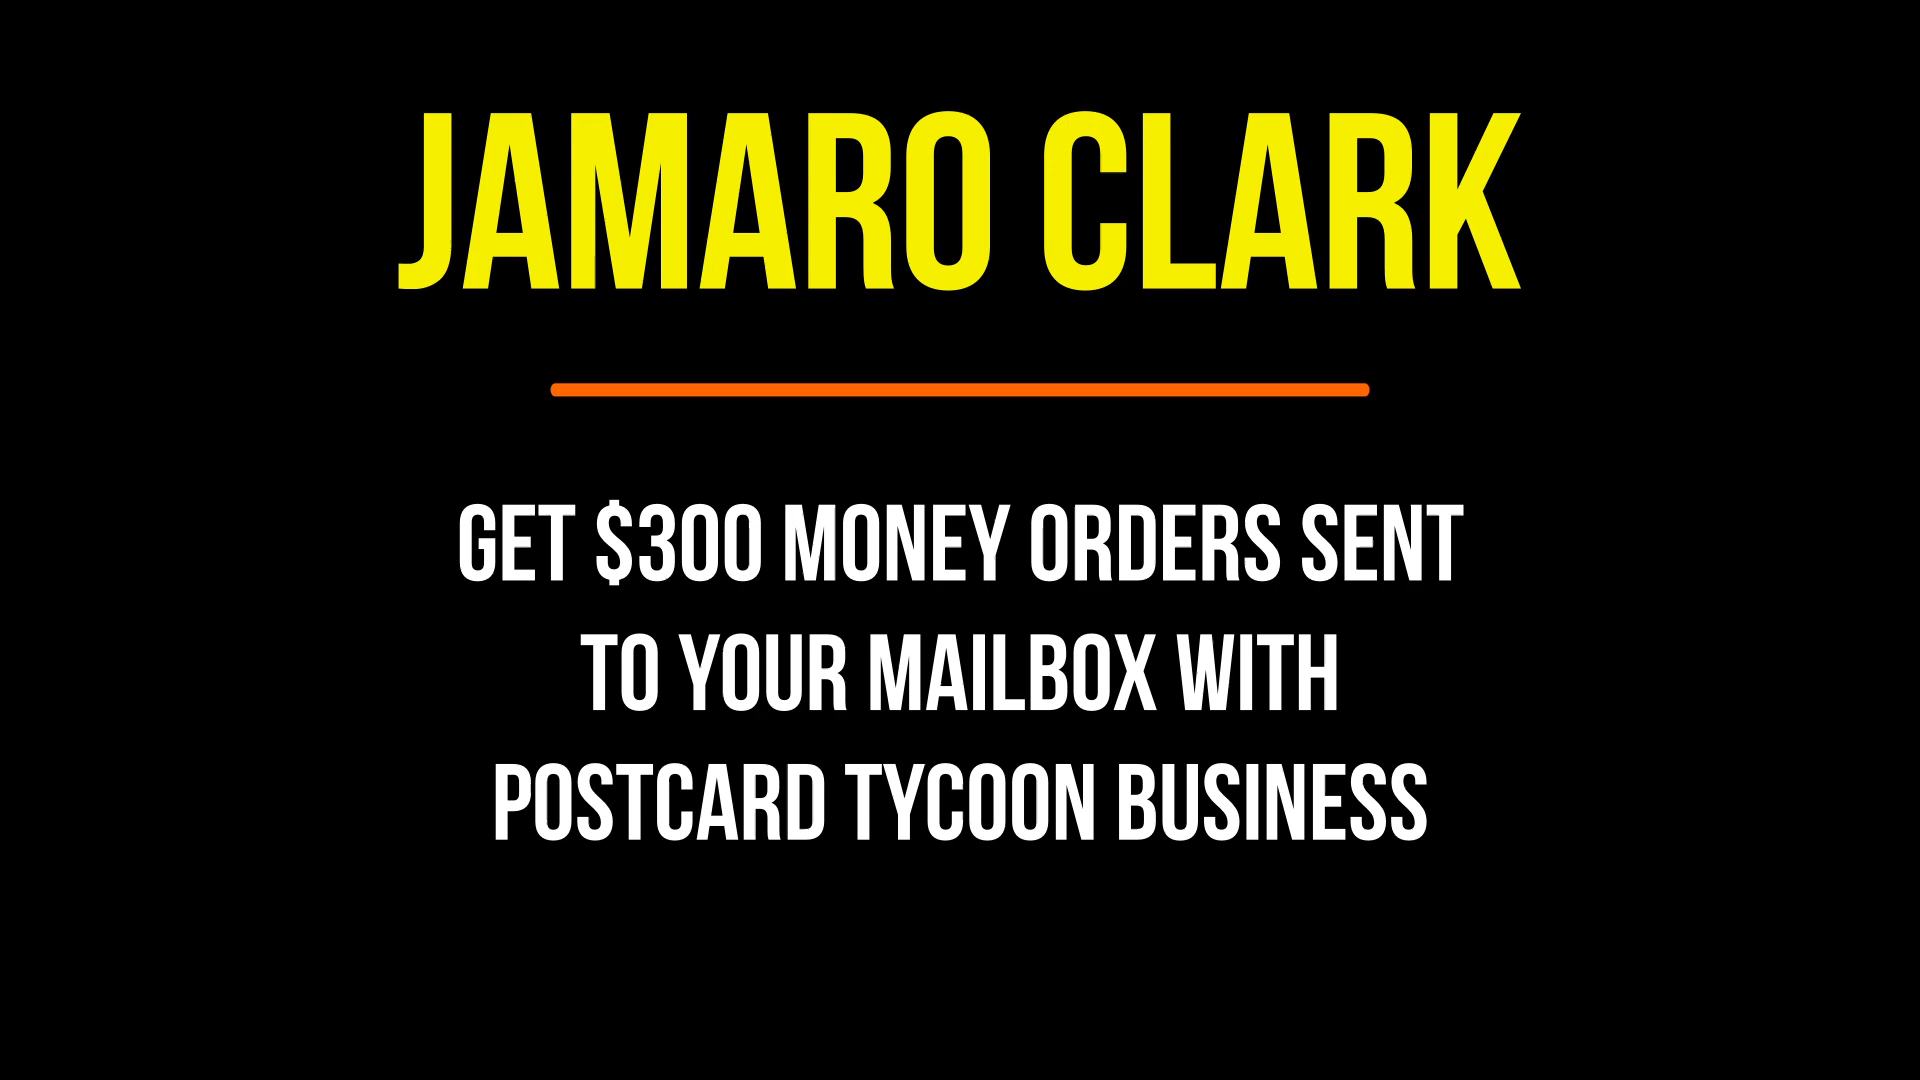 JAMARO CLARK
GET $300 MONEY ORDERS SENT
TO YOUR MAILBOX WITH
POSTCARD TYCOON BUSINESS